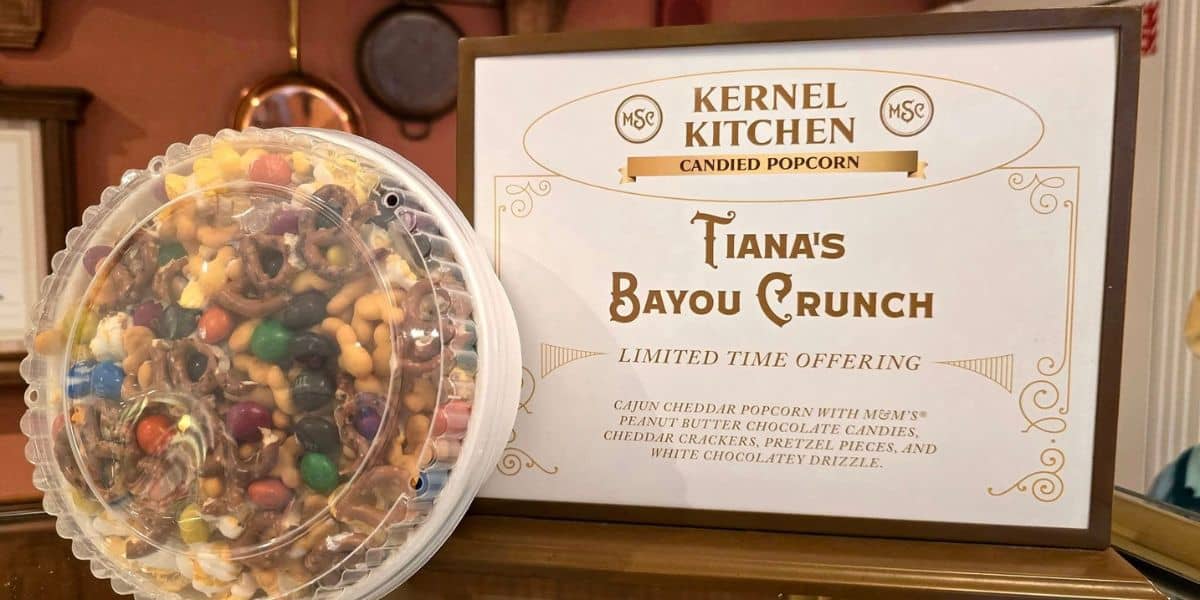 KERNEL
KITCHEN
MSC
MSC
CANDIED POPCORN
TIANA'S
BAYOU CRUNCH
LIMITED TIME OFFERING
CAJUN CHEDDAR POPCORN WITH M&M'S®
PEANUT BUTTER CHOCOLATE CANDIES,
CHEDDAR CRACKERS, PRETZEL PIECES, AND
WHITE CHOCOLATEY DRIZZLE.